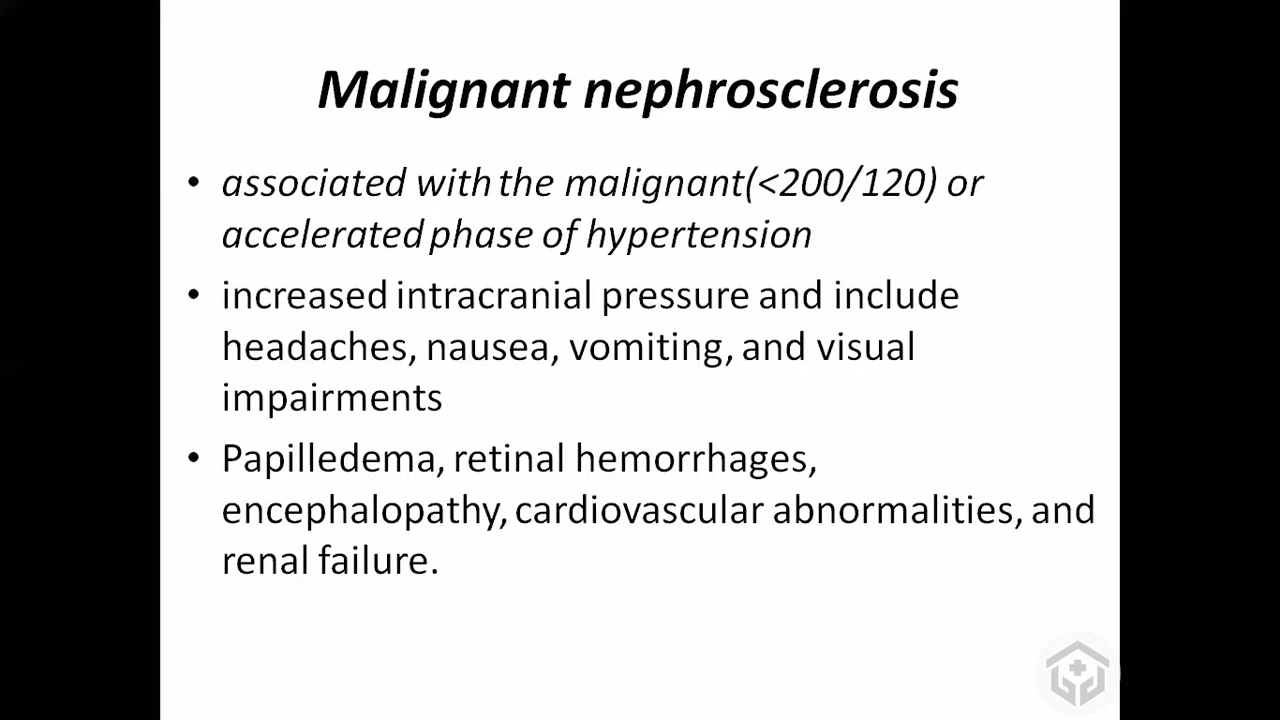 Malignant nephrosclerosis
• associated with the malignant(<200/120) or
accelerated phase of hypertension
• increased intracranial pressure and include
headaches, nausea, vomiting, and visual
impairments
• Papilledema, retinal hemorrhages,
encephalopathy, cardiovascular abnormalities, and
renal failure.